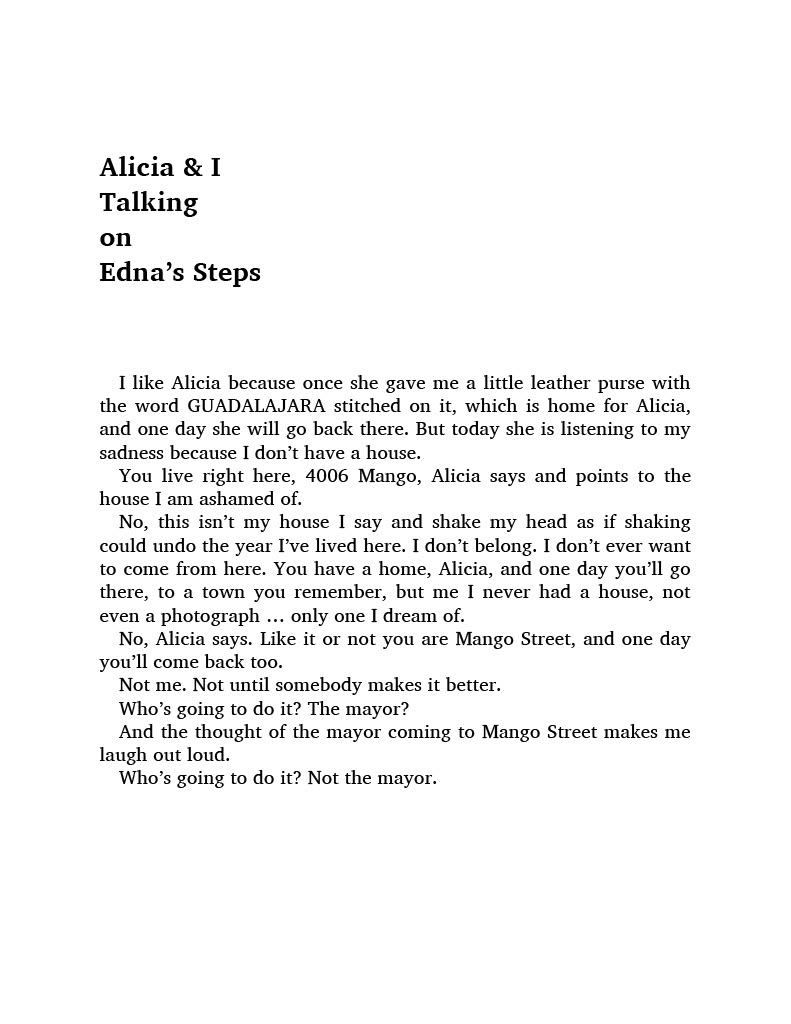 Alicia & I
Talking
on
Edna’s Steps
I like Alicia because once she gave me a little leather purse with
the word GUADALAJARA stitched on it, which is home for Alicia,
and one day she will go back there. But today she is listening to my
sadness because I don’t have a house.
You live right here, 4006 Mango, Alicia says and points to the
house I am ashamed of.
No, this isn’t my house I say and shake my head as if shaking
could undo the year I’ve lived here. I don’t belong. I don’t ever want
to come from here. You have a home, Alicia, and one day you’ll go
there, to a town you remember, but me I never had a house, not
even a photograph … only one I dream of.
No, Alicia says. Like it or not you are Mango Street, and one day
you’ll come back too.
Not me. Not until somebody makes it better.
Who’s going to do it? The mayor?
And the thought of the mayor coming to Mango Street makes me
laugh out loud.
Who’s going to do it? Not the mayor.